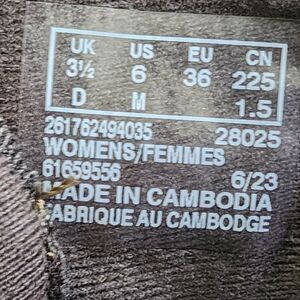 UK US EU CN
3½ 6 36 225
D M 1.5
261762494035 28025
WOMENS/FEMMES
61659556 6/23
MADE IN CAMBODIA
FABRIQUE AU CAMBODGE